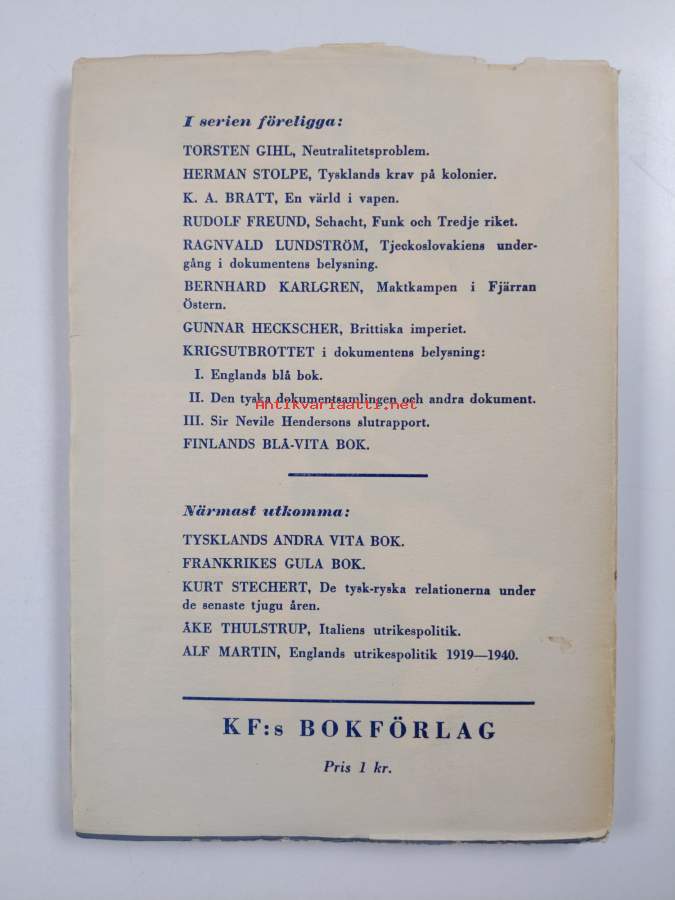 I serien föreligga:
TORSTEN GIHL, Neutralitetsproblem.
HERMAN STOLPE, Tysklands krav på kolonier.
K. A. BRATT, En värld i vapen.
RUDOLF FREUND, Schacht, Funk och Tredje riket.
RAGNVALD LUNDSTRÖM, Tjeckoslovakiens under-
gång i dokumentens belysning.
BERNHARD KARLGREN, Maktkampen i Fjärran
Östern.
GUNNAR HECKSCHER, Brittiska imperiet.
KRIGSUTBROTTET i dokumentens belysning:
I. Englands blå bok.
II. Den tyska dokumentsamlingen och andra dokument.
Antikvariaatti.net
III. Sir Nevile Hendersons slutrapport.
FINLANDS BLÅ-VITA BOK.
Närmast utkomma:
TYSKLANDS ANDRA VITA BOK.
FRANKRIKES GULA BOK.
KURT STECHERT, De tysk-ryska relationerna under
de senaste tjugu åren.
ÅKE THULSTRUP, Italiens utrikespolitik.
ALF MARTIN, Englands utrikespolitik 1919—1940.
KF:s BOKFÖRLAG
Pris 1 kr.